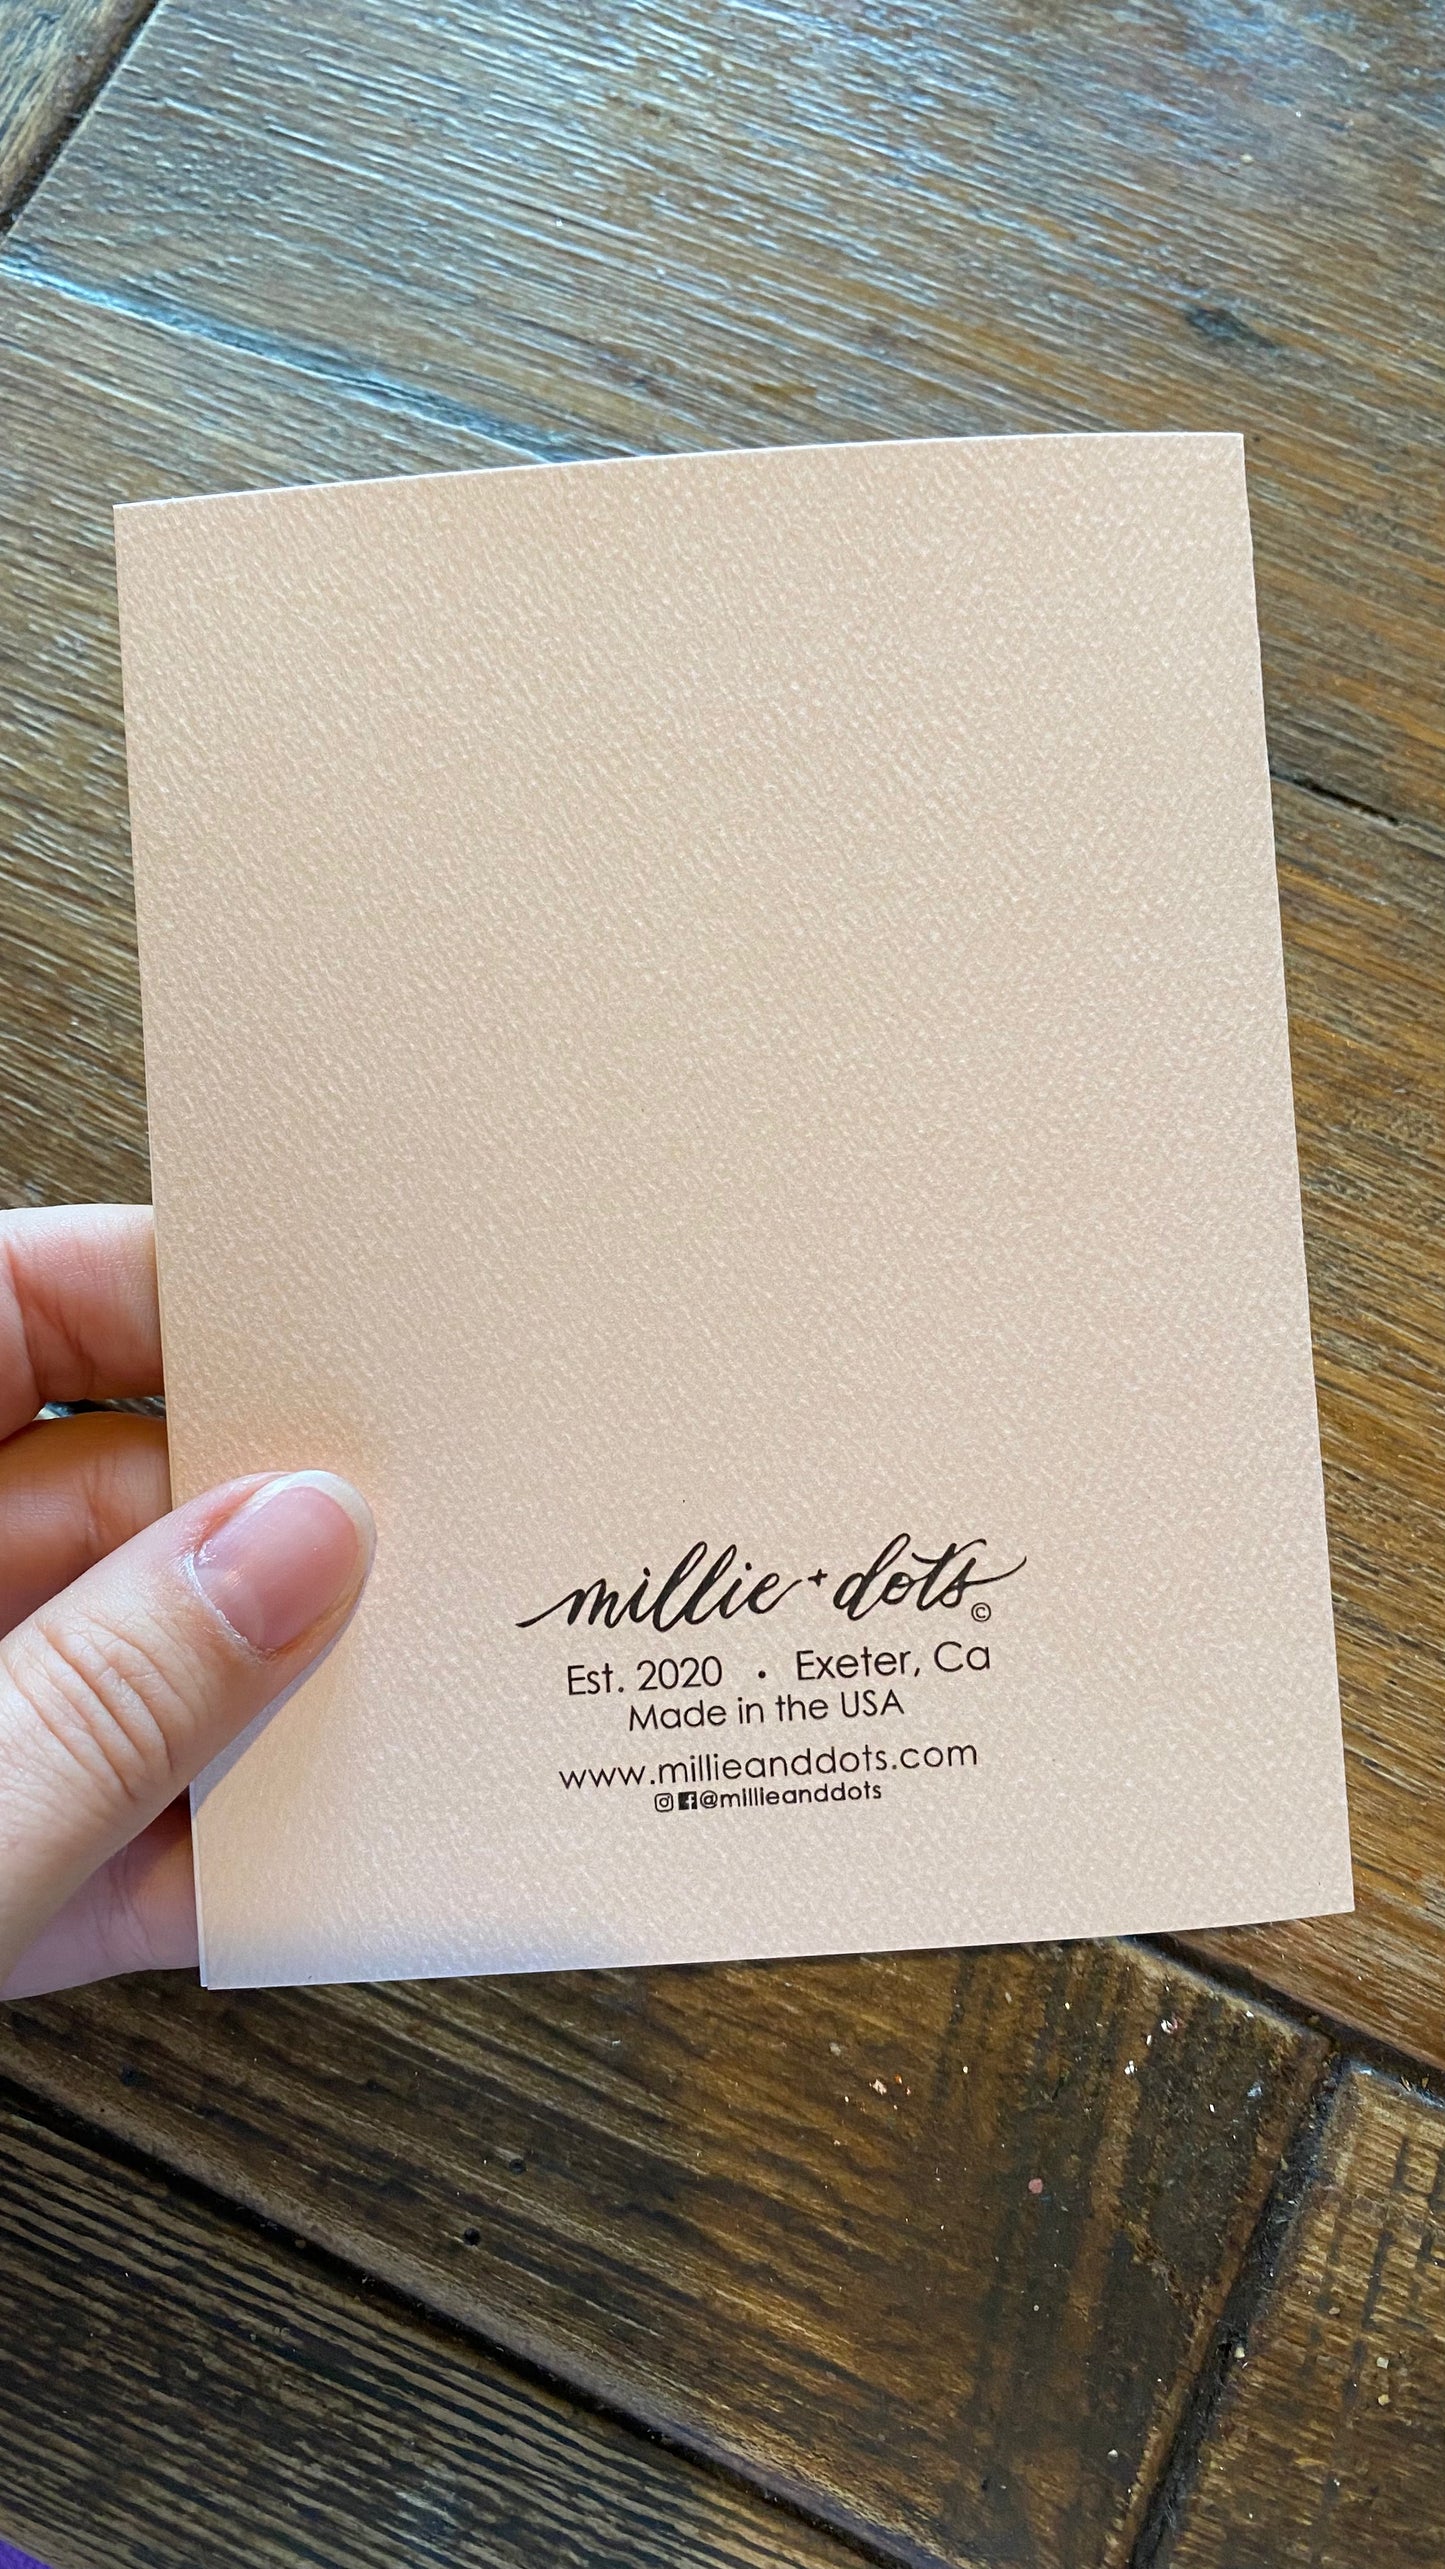 millie + dots©
Est. 2020 • Exeter, Ca
Made in the USA
www.millieanddots.com
@millieanddots